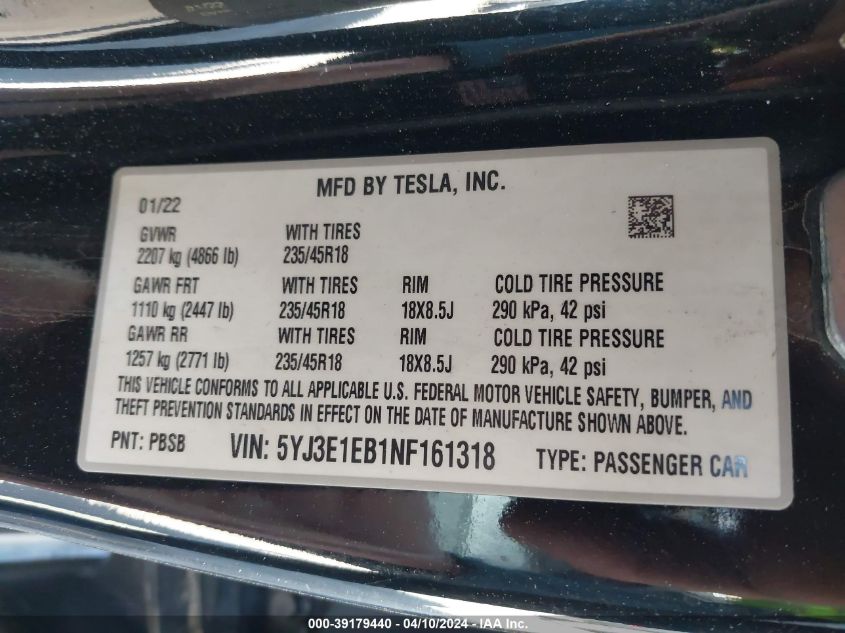 MFD BY TESLA, INC.
01/22
GVWR WITH TIRES
2207 kg (4866 lb) 235/45R18
GAWR FRT WITH TIRES RIM COLD TIRE PRESSURE
1110 kg (2447 lb) 235/45R18 18X8.5J 290 kPa, 42 psi
GAWR RR WITH TIRES RIM COLD TIRE PRESSURE
1257 kg (2771 lb) 235/45R18 18X8.5J 290 kPa, 42 psi
THIS VEHICLE CONFORMS TO ALL APPLICABLE U.S. FEDERAL MOTOR VEHICLE SAFETY, BUMPER, AND
THEFT PREVENTION STANDARDS IN EFFECT ON THE DATE OF MANUFACTURE SHOWN ABOVE.
PNT: PBSB VIN: 5YJ3E1EB1NF161318 TYPE: PASSENGER CAR
000-39179440 - 04/10/2024 - IAA Inc.